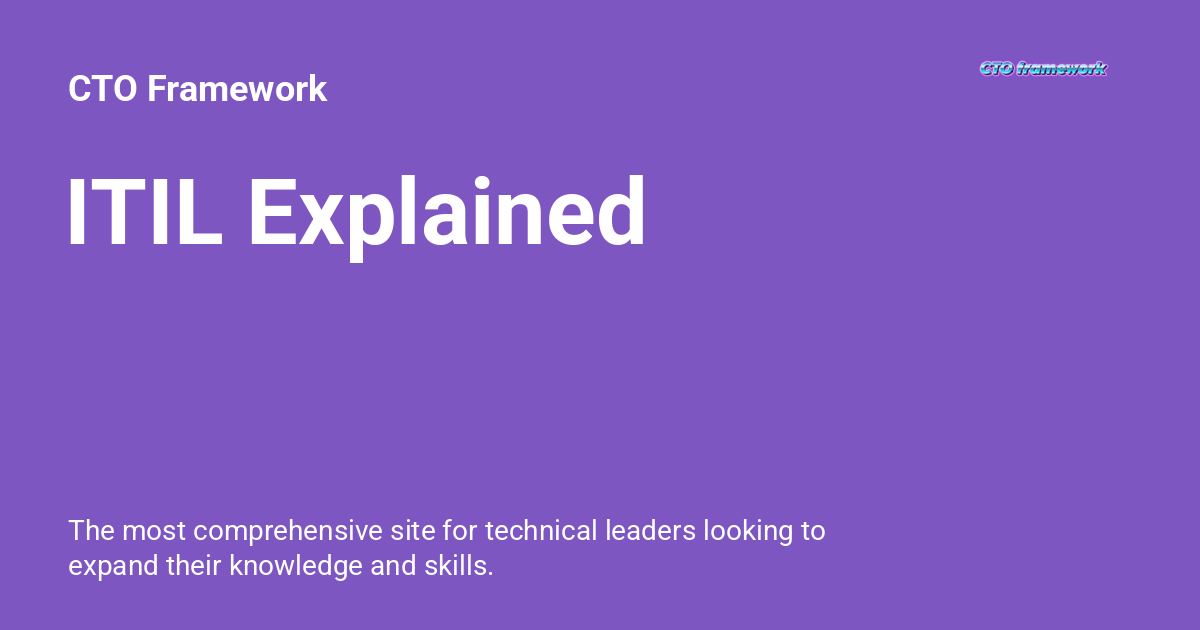 CTO Framework
CTO framework
ITIL Explained
The most comprehensive site for technical leaders looking to
expand their knowledge and skills.